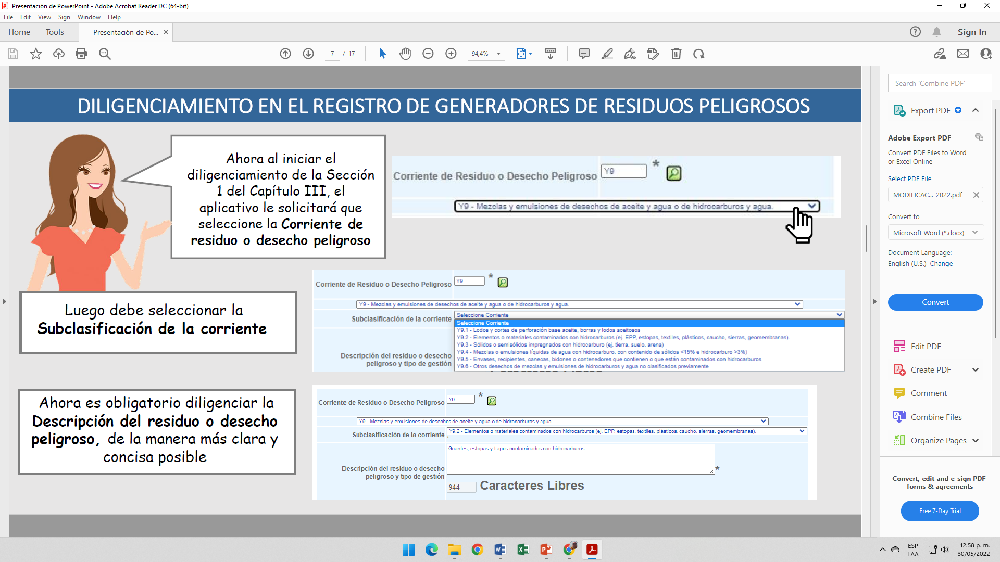 Presentación de PowerPoint - Adobe Acrobat Reader DC (64-bit)
File Edit View Sign Window Help
Home Tools Presentación de Po... × Sign In
7 / 17 94,4%
DILIGENCIAMIENTO EN EL REGISTRO DE GENERADORES DE RESIDUOS PELIGROSOS
Ahora al iniciar el
diligenciamiento de la Sección
1 del Capítulo III, el
aplicativo le solicitará que
seleccione la Corriente de
residuo o desecho peligroso
Corriente de Residuo o Desecho Peligroso Y9 *
Y9 - Mezclas y emulsiones de desechos de aceite y agua o de hidrocarburos y agua.
Luego debe seleccionar la
Subclasificación de la corriente
Corriente de Residuo o Desecho Peligroso Y9 *
Y9 - Mezclas y emulsiones de desechos de aceite y agua o de hidrocarburos y agua.
Subclasificación de la corriente Seleccione Corriente
Seleccione Corriente
Y9.1 - Lodos y cortes de perforación base aceite, borras y lodos aceitosos
Y9.2 - Elementos o materiales contaminados con hidrocarburos (ej. EPP, estopas, textiles, plásticos, caucho, sierras, geomembranas).
Y9.3 - Sólidos o semisólidos impregnados con hidrocarburo (ej. tierra, suelo, arena)
Y9.4 - Mezclas o emulsiones líquidas de agua con hidrocarburo, con contenido de sólidos <15% e hidrocarburo >3%)
Y9.5 - Envases, recipientes, canecas, bidones o contenedores que contienen o que están contaminados con hidrocarburos
Y9.6 - Otros desechos de mezclas y emulsiones de hidrocarburos y agua no clasificados previamente
Descripción del residuo o desecho
peligroso y tipo de gestión
Ahora es obligatorio diligenciar la
Descripción del residuo o desecho
peligroso, de la manera más clara y
concisa posible
Corriente de Residuo o Desecho Peligroso Y9 *
Y9 - Mezclas y emulsiones de desechos de aceite y agua o de hidrocarburos y agua.
Subclasificación de la corriente Y9.2 - Elementos o materiales contaminados con hidrocarburos (ej. EPP, estopas, textiles, plásticos, caucho, sierras, geomembranas).
*
Guantes, estopas y trapos contaminados con hidrocarburos
Descripción del residuo o desecho
peligroso y tipo de gestión *
944 Caracteres Libres
Search 'Combine PDF'
Export PDF
Adobe Export PDF
Convert PDF Files to Word
or Excel Online
Select PDF File
MODIFICAC..._2022.pdf
Convert to
Microsoft Word (*.docx)
Document Language:
English (U.S.) Change
Convert
Edit PDF
Create PDF
Comment
Combine Files
Organize Pages
Convert, edit and e-sign PDF
forms & agreements
Free 7-Day Trial
ESP
LAA
12:58 p. m.
30/05/2022